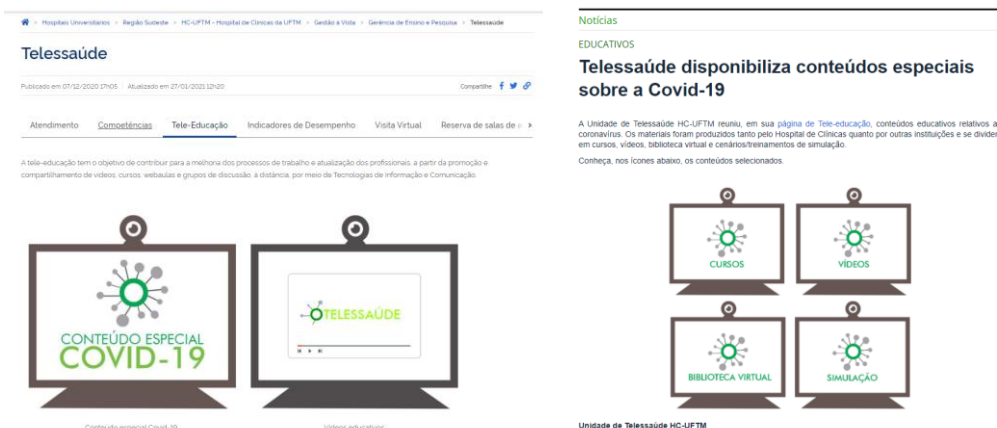 Hospitais Universitários > Região Sudeste > HC-UFTM - Hospital de Clínicas da UFTM > Gestão à Vista > Gerência de Ensino e Pesquisa > Telessaúde
Telessaúde
Publicado em 07/12/2020 17h05 Atualizado em 27/01/2021 12h20
Compartilhe:
Atendimento Competências Tele-Educação Indicadores de Desempenho Visita Virtual Reserva de salas de
A tele-educação tem o objetivo de contribuir para a melhoria dos processos de trabalho e atualização dos profissionais, a partir da promoção e
compartilhamento de vídeos, cursos, webaulas e grupos de discussão, à distância, por meio de Tecnologias de Informação e Comunicação.
CONTEÚDO ESPECIAL
COVID-19
TELESSAÚDE
Conteúdo especial Covid-19
Vídeos educativos
Notícias
EDUCATIVOS
Telessaúde disponibiliza conteúdos especiais
sobre a Covid-19
A Unidade de Telessaúde HC-UFTM reuniu, em sua página de Tele-educação, conteúdos educativos relativos a
coronavírus. Os materiais foram produzidos tanto pelo Hospital de Clínicas quanto por outras instituições e se divide
em cursos, vídeos, biblioteca virtual e cenários/treinamentos de simulação.
Conheça, nos ícones abaixo, os conteúdos selecionados.
CURSOS
VÍDEOS
BIBLIOTECA VIRTUAL
SIMULAÇÃO
Unidade de Telessaúde HC-UFTM